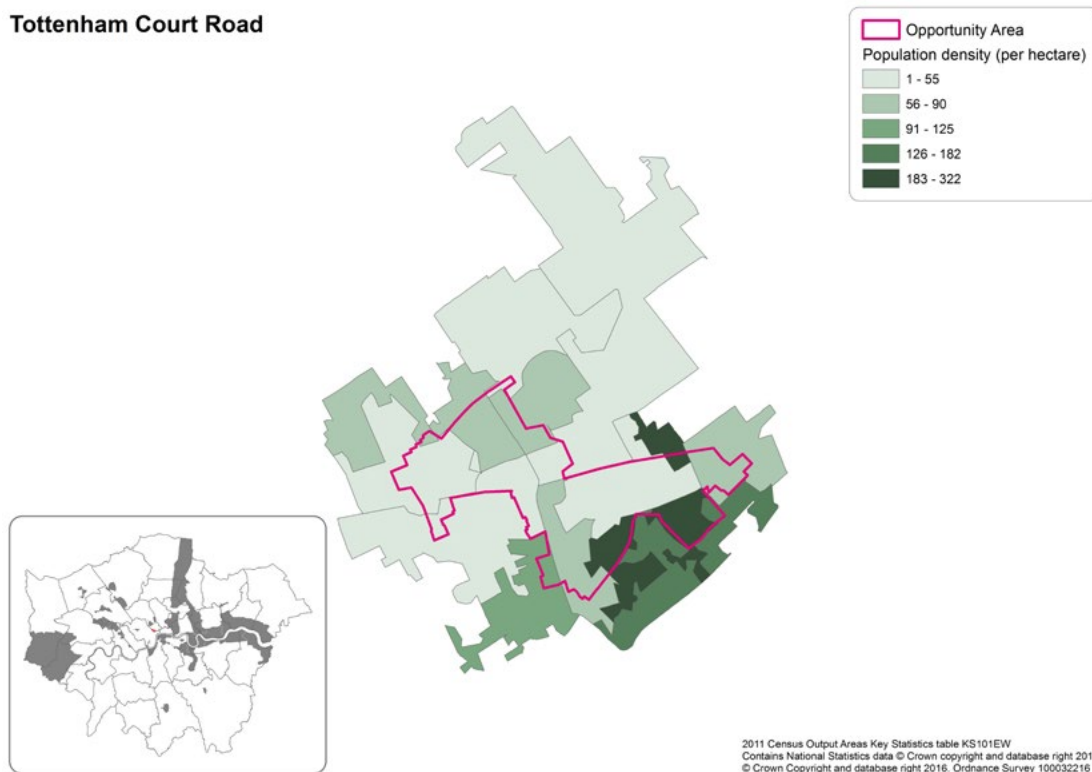 Tottenham Court Road
Opportunity Area
Population density (per hectare)
1 - 55
56 - 90
91 - 125
126 - 182
183 - 322
2011 Census Output Areas Key Statistics table KS101EW
Contains National Statistics data © Crown copyright and database right 201
© Crown Copyright and database right 2016. Ordnance Survey 100032216